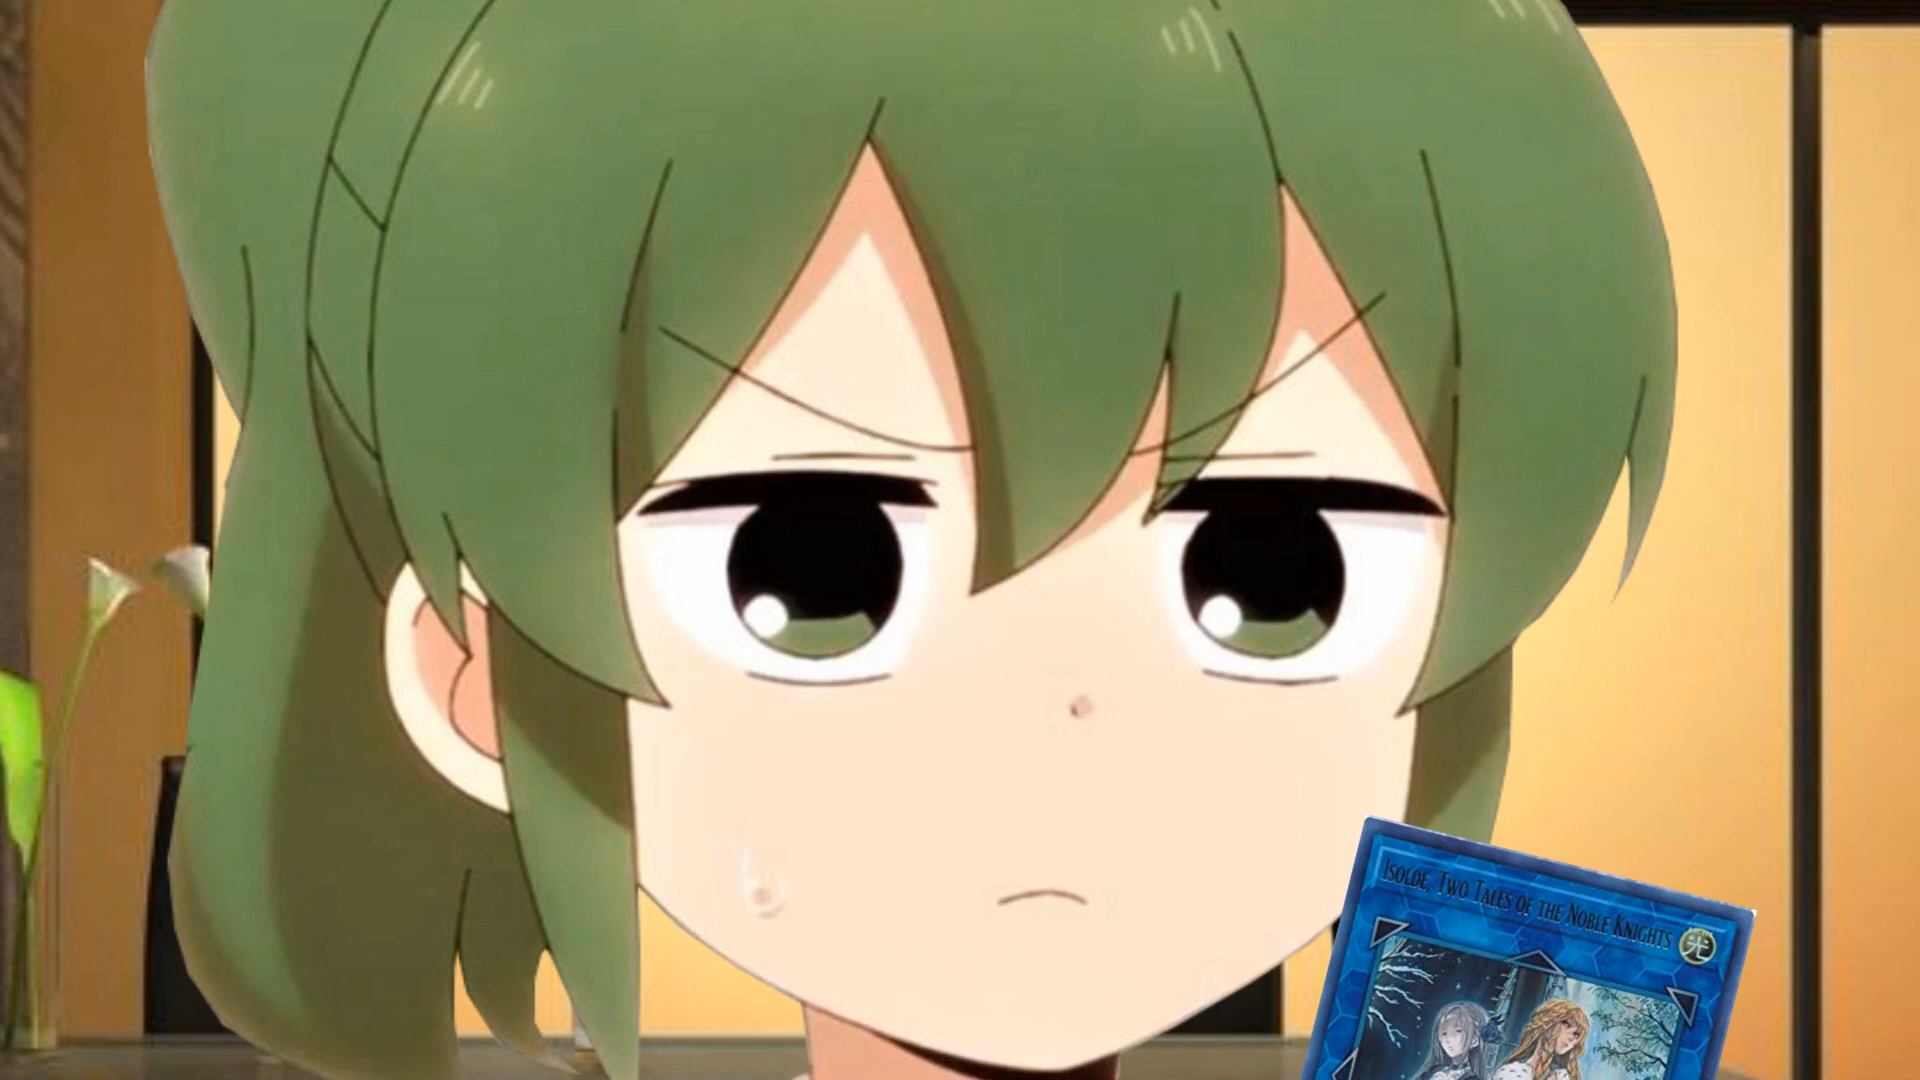 Isolde, Two Tales of the Noble Knights
光